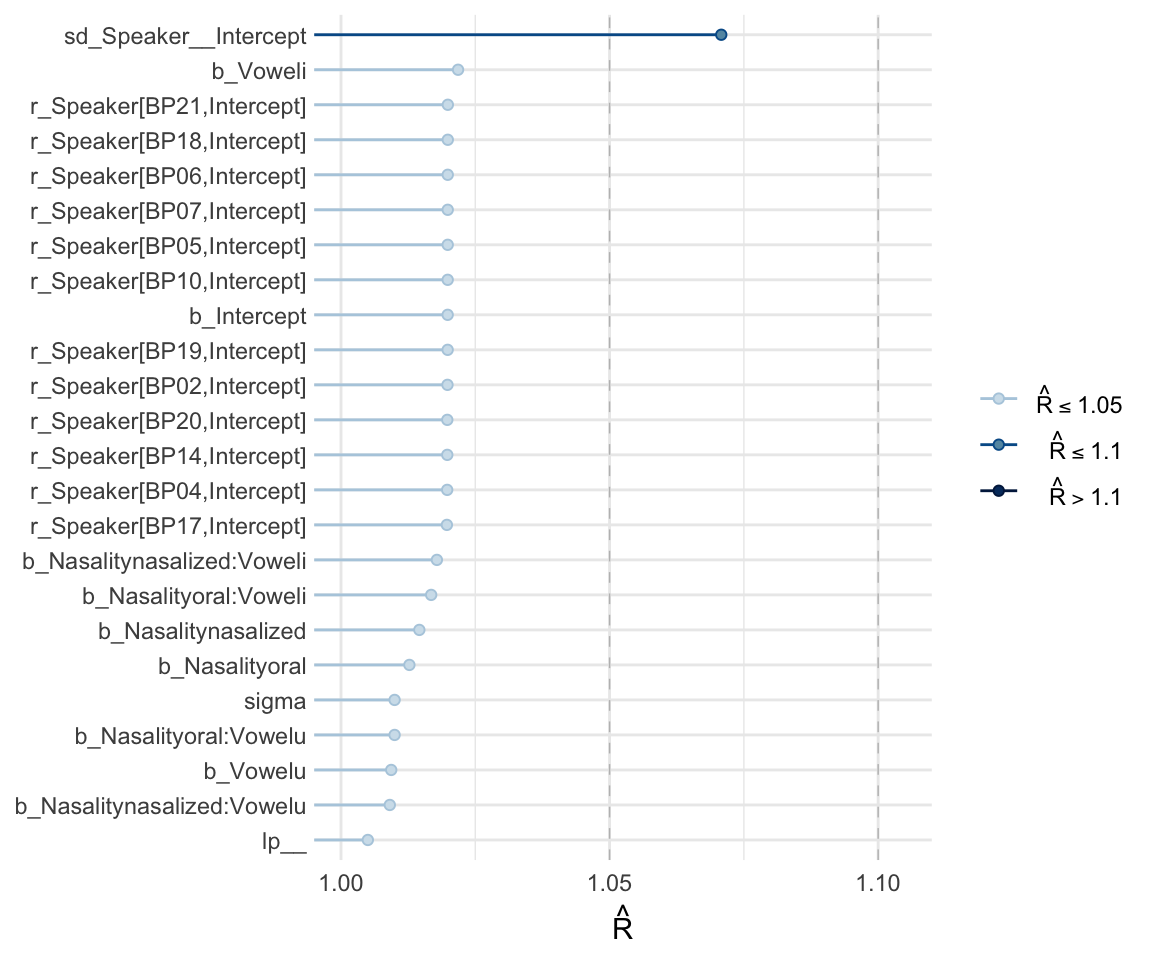 sd_Speaker__Intercept
b_Voweli
r_Speaker[BP21,Intercept]
r_Speaker[BP18,Intercept]
r_Speaker[BP06,Intercept]
r_Speaker[BP07,Intercept]
r_Speaker[BP05,Intercept]
r_Speaker[BP10,Intercept]
b_Intercept
r_Speaker[BP19,Intercept]
r_Speaker[BP02,Intercept]
r_Speaker[BP20,Intercept]
r_Speaker[BP14,Intercept]
r_Speaker[BP04,Intercept]
r_Speaker[BP17,Intercept]
b_Nasalitynasalized:Voweli
b_Nasalityoral:Voweli
b_Nasalitynasalized
b_Nasalityoral
sigma
b_Nasalityoral:Vowelu
b_Vowelu
b_Nasalitynasalized:Vowelu
lp__
1.00 1.05 1.10
R̂
R̂ ≤ 1.05
R̂ ≤ 1.1
R̂ > 1.1